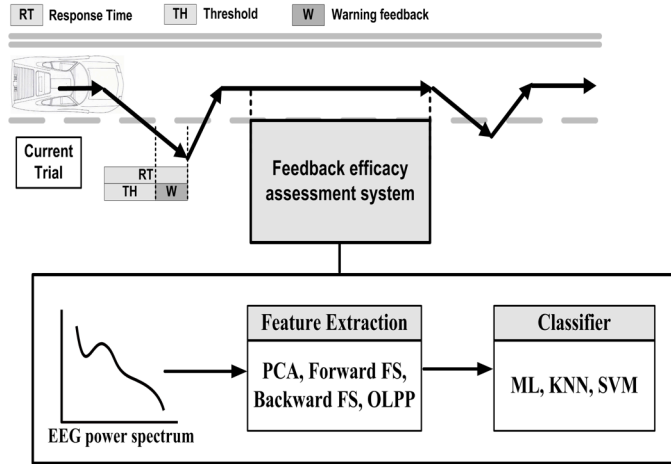 RT Response Time TH Threshold W Warning feedback
Current
Trial
RT
TH W
Feedback efficacy
assessment system
Feature Extraction
PCA, Forward FS,
Backward FS, OLPP
Classifier
ML, KNN, SVM
EEG power spectrum